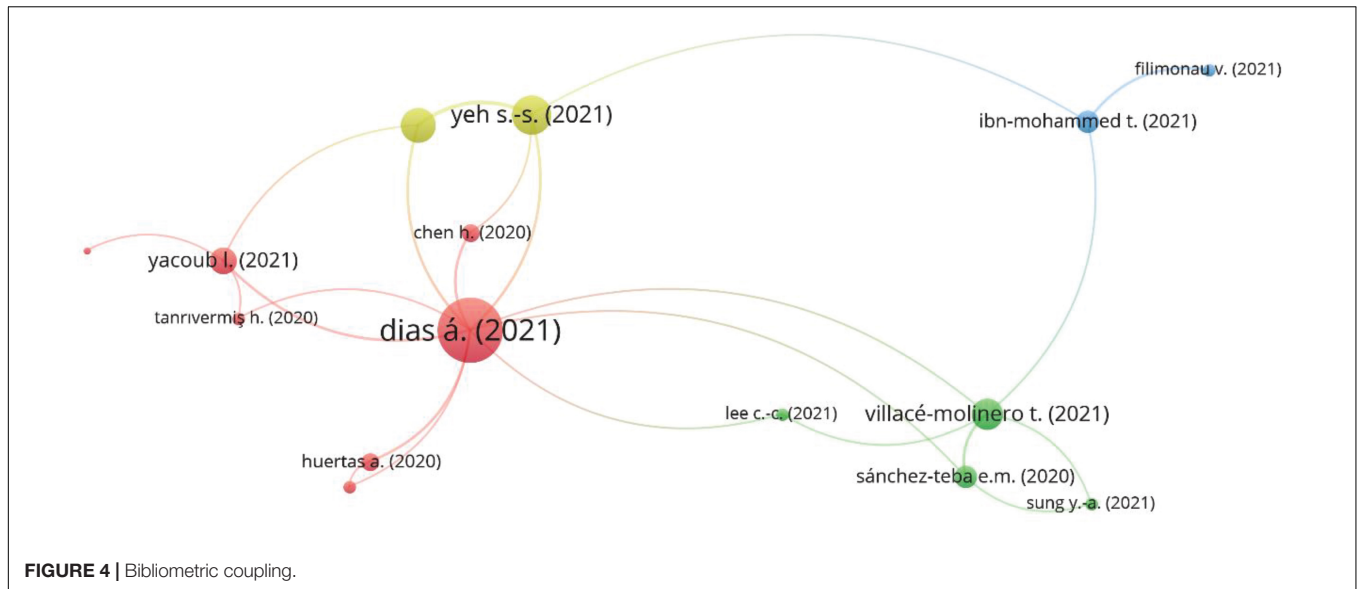 filimonau v. (2021)
yeh s.-s. (2021)
ibn-mohammed t. (2021)
chen h. (2020)
yacoub l. (2021)
tanrıvermiş h. (2020)
dias á. (2021)
lee c.-c. (2021)
villacé-molinero t. (2021)
huertas a. (2020)
sánchez-teba e.m. (2020)
sung y.-a. (2021)
FIGURE 4 | Bibliometric coupling.